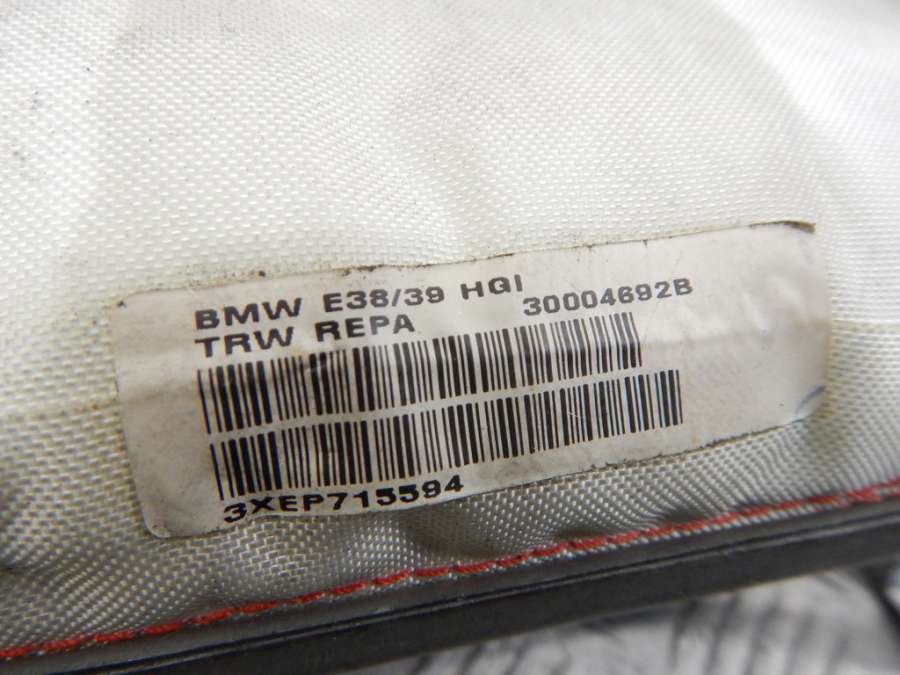 BMW E38/39 HQI
TRW REPA 30004692B
3XEP715594